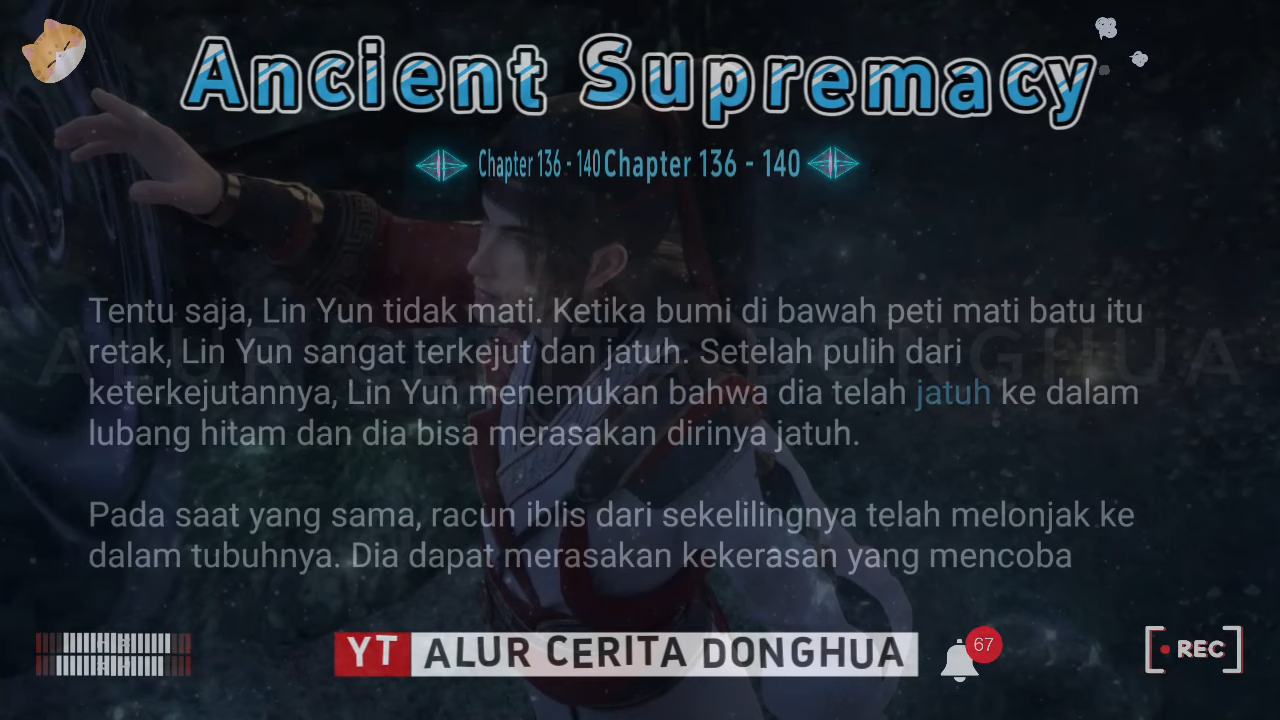 Ancient Supremacy
Chapter 136 - 140 Chapter 136 - 140
Tentu saja, Lin Yun tidak mati. Ketika bumi di bawah peti mati batu itu
retak, Lin Yun sangat terkejut dan jatuh. Setelah pulih dari
keterkejutannya, Lin Yun menemukan bahwa dia telah jatuh ke dalam
lubang hitam dan dia bisa merasakan dirinya jatuh.
Pada saat yang sama, racun iblis dari sekelilingnya telah melonjak ke
dalam tubuhnya. Dia dapat merasakan kekerasan yang mencoba
YT ALUR CERITA DONGHUA
67
REC